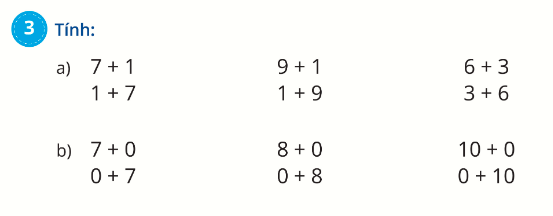 3 Tính:
a) 7 + 1 9 + 1 6 + 3
1 + 7 1 + 9 3 + 6
b) 7 + 0 8 + 0 10 + 0
0 + 7 0 + 8 0 + 10